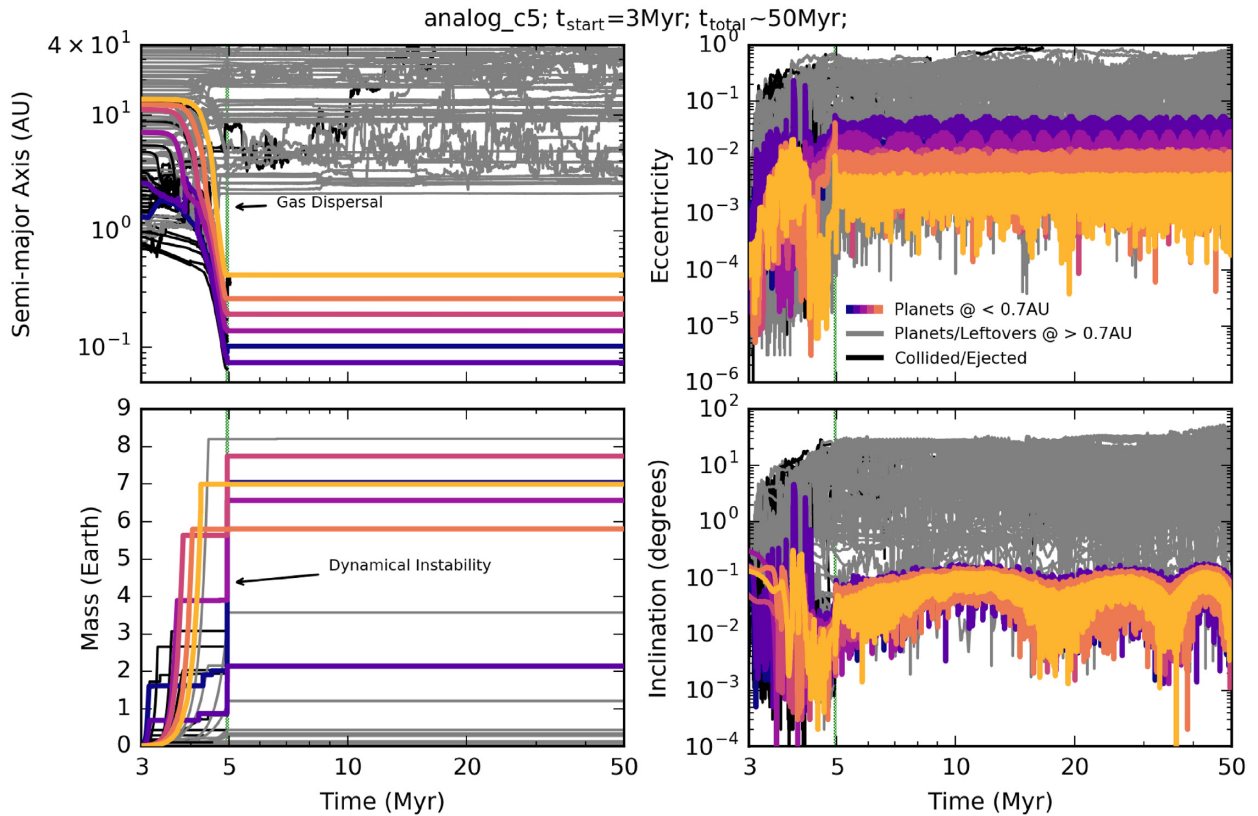 analog_c5; t_start=3Myr; t_total~50Myr;
Semi-major Axis (AU)
4 × 10^1
10^1
10^0
10^-1
Gas Dispersal
Eccentricity
10^0
10^-1
10^-2
10^-3
10^-4
10^-5
10^-6
Planets @ < 0.7AU
Planets/Leftovers @ > 0.7AU
Collided/Ejected
Mass (Earth)
9
8
7
6
5
4
3
2
1
0
Dynamical Instability
3
5
10
20
50
Time (Myr)
Inclination (degrees)
10^2
10^1
10^0
10^-1
10^-2
10^-3
10^-4
3
5
10
20
50
Time (Myr)